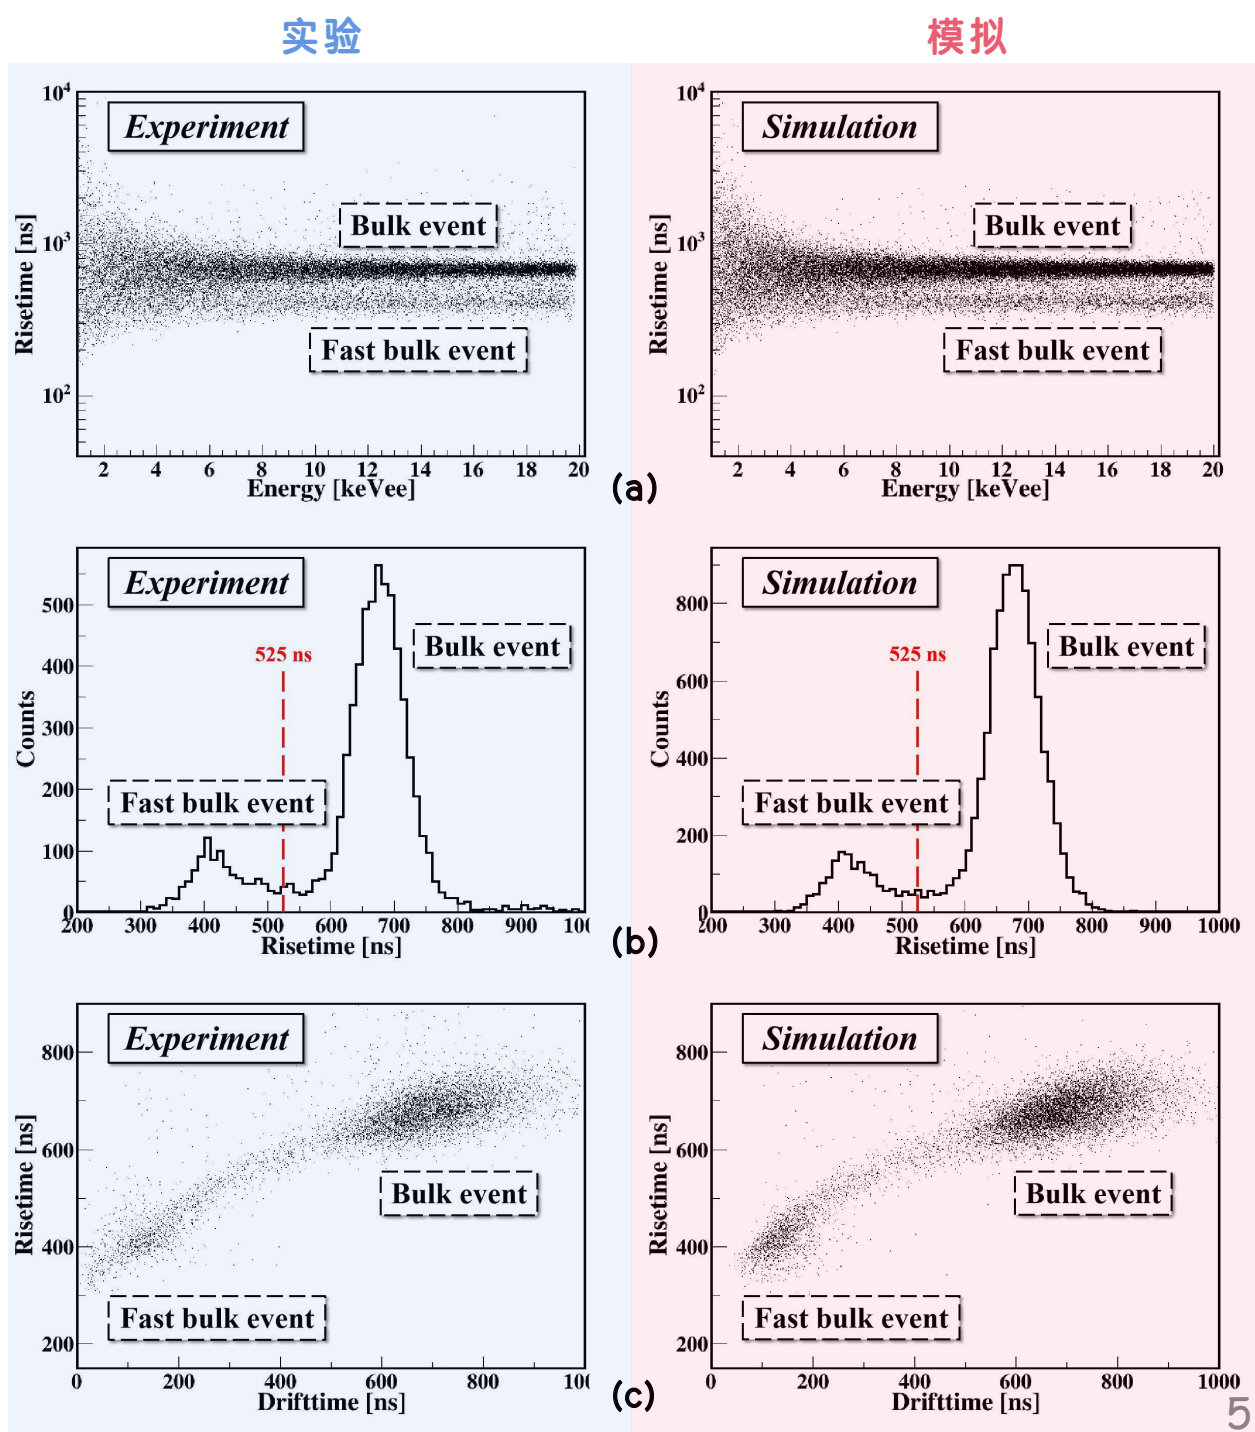 实验
模拟
10⁴
10³
10²
Risetime [ns]
Experiment
Bulk event
Fast bulk event
2 4 6 8 10 12 14 16 18 20
Energy [keVee]
10⁴
10³
10²
Risetime [ns]
Simulation
Bulk event
Fast bulk event
2 4 6 8 10 12 14 16 18 20
Energy [keVee]
(a)
500
400
300
200
100
0
Counts
Experiment
525 ns
Bulk event
Fast bulk event
200 300 400 500 600 700 800 900
Risetime [ns]
800
600
400
200
0
Counts
Simulation
525 ns
Bulk event
Fast bulk event
200 300 400 500 600 700 800 900 1000
Risetime [ns]
(b)
800
600
400
200
Risetime [ns]
Experiment
Bulk event
Fast bulk event
0 200 400 600 800
Drifttime [ns]
800
600
400
200
Risetime [ns]
Simulation
Bulk event
Fast bulk event
0 200 400 600 800 1000
Drifttime [ns]
(c)
5